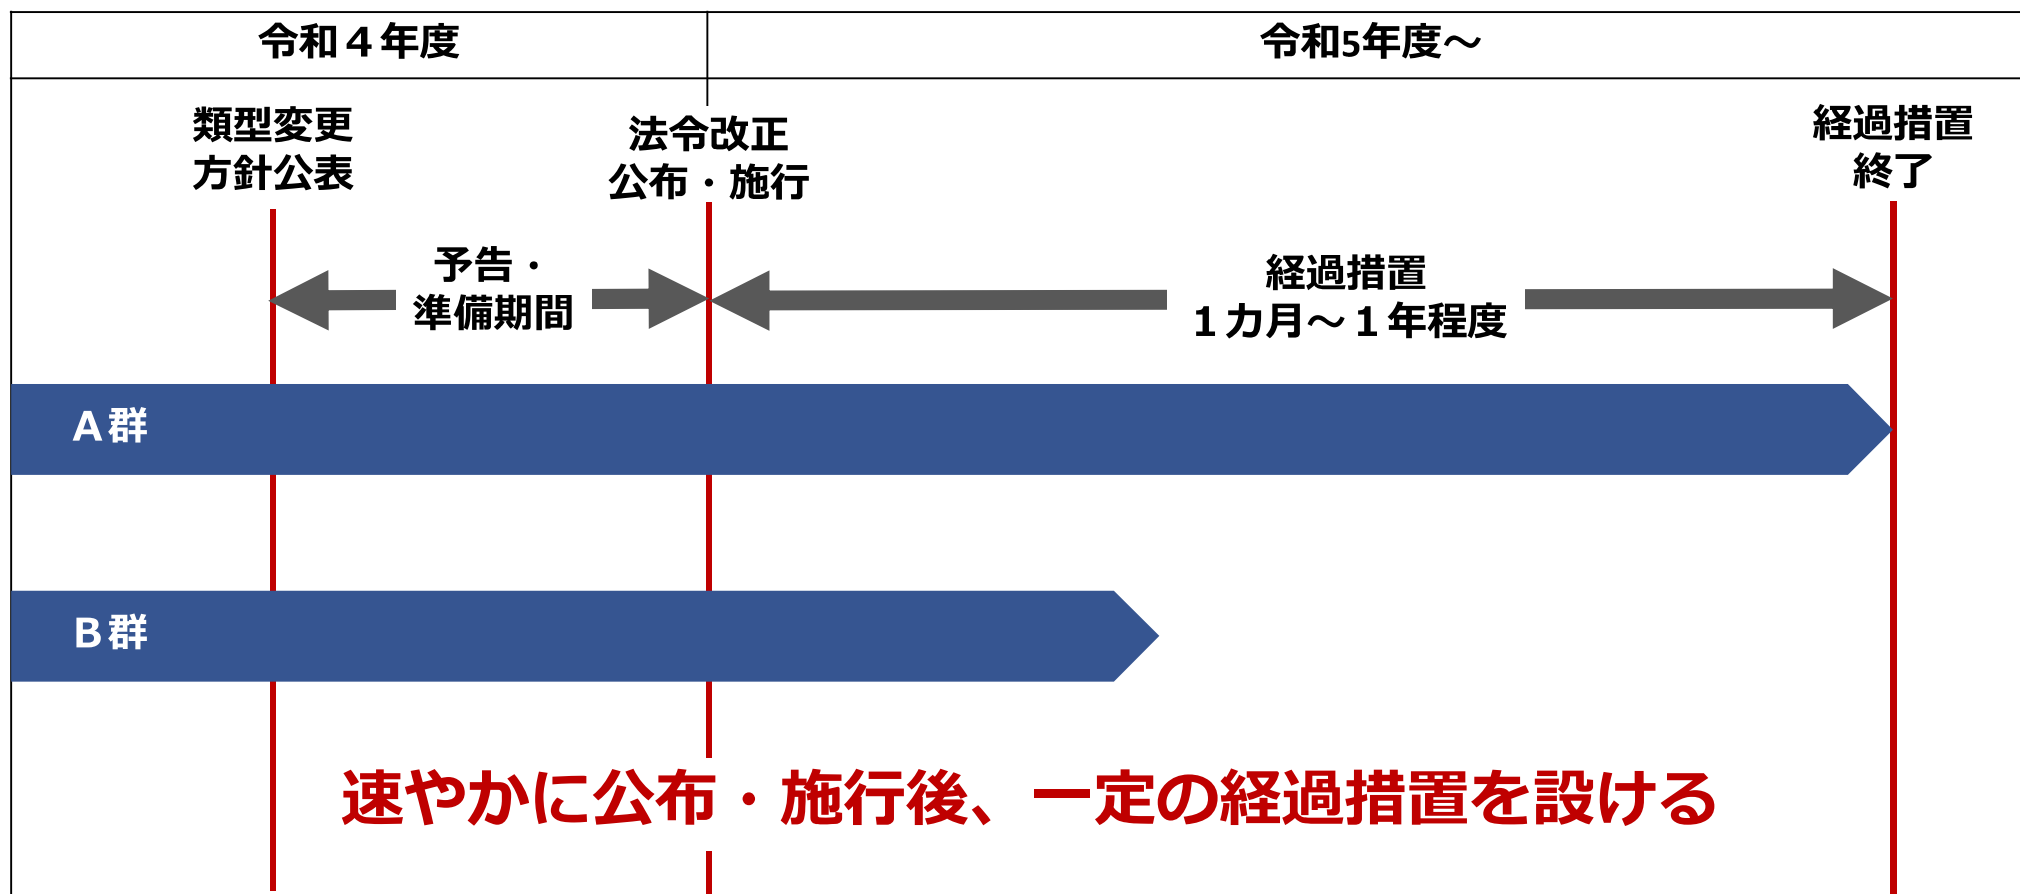 令和４年度
令和5年度～
類型変更
方針公表
法令改正
公布・施行
経過措置
終了
予告・
準備期間
経過措置
１カ月～１年程度
Ａ群
Ｂ群
速やかに公布・施行後、一定の経過措置を設ける